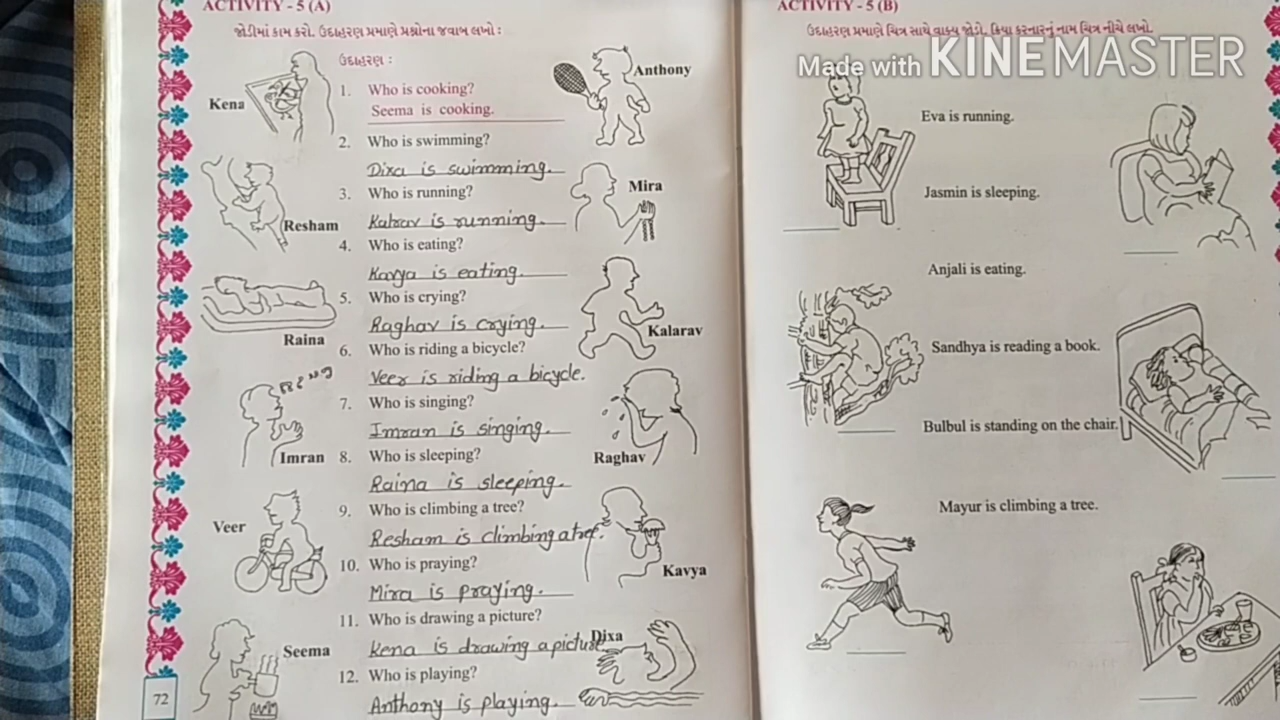 ACTIVITY - 5 (A)
જોડીમાં કામ કરો. ઉદાહરણ પ્રમાણે પ્રશ્નોના જવાબ લખો :
ઉદાહરણ :
Kena
Anthony
1. Who is cooking?
Seema is cooking.
2. Who is swimming?
Dixa is swimming.
Mira
3. Who is running?
Resham
Kalrav is running.
4. Who is eating?
Kavya is eating.
5. Who is crying?
Raghav is crying.
Kalarav
Raina
6. Who is riding a bicycle?
Veer is riding a bicycle.
7. Who is singing?
Imran is singing.
Imran
8. Who is sleeping?
Raghav
Raina is sleeping.
9. Who is climbing a tree?
Veer
Resham is climbing a tree.
10. Who is praying?
Kavya
Mira is praying.
11. Who is drawing a picture?
Seema
Kena is drawing a picture
Dixa
12. Who is playing?
Anthony is playing.
72
ACTIVITY - 5 (B)
ઉદાહરણ પ્રમાણે ચિત્ર સાથે વાક્ય જોડો. ક્રિયા કરનારનું નામ ચિત્ર નીચે લખો.
Made with KINEMASTER
Eva is running.
Jasmin is sleeping.
Anjali is eating.
Sandhya is reading a book.
Bulbul is standing on the chair.
Mayur is climbing a tree.